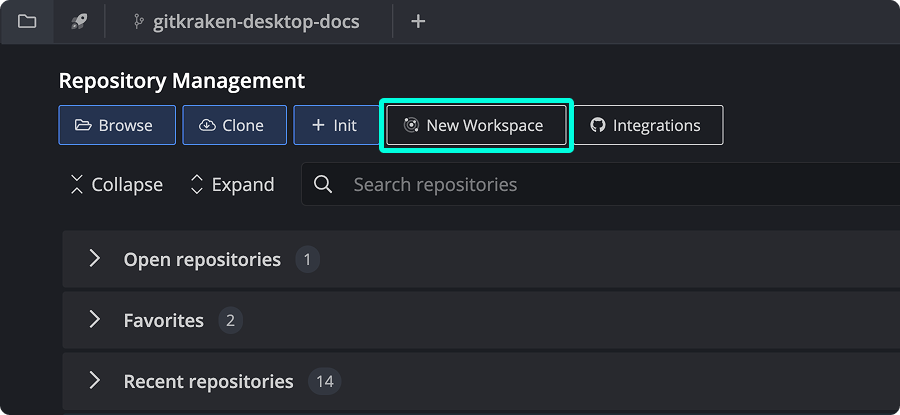 gitkraken-desktop-docs
Repository Management
Browse Clone Init New Workspace Integrations
Collapse Expand Search repositories
Open repositories 1
Favorites 2
Recent repositories 14